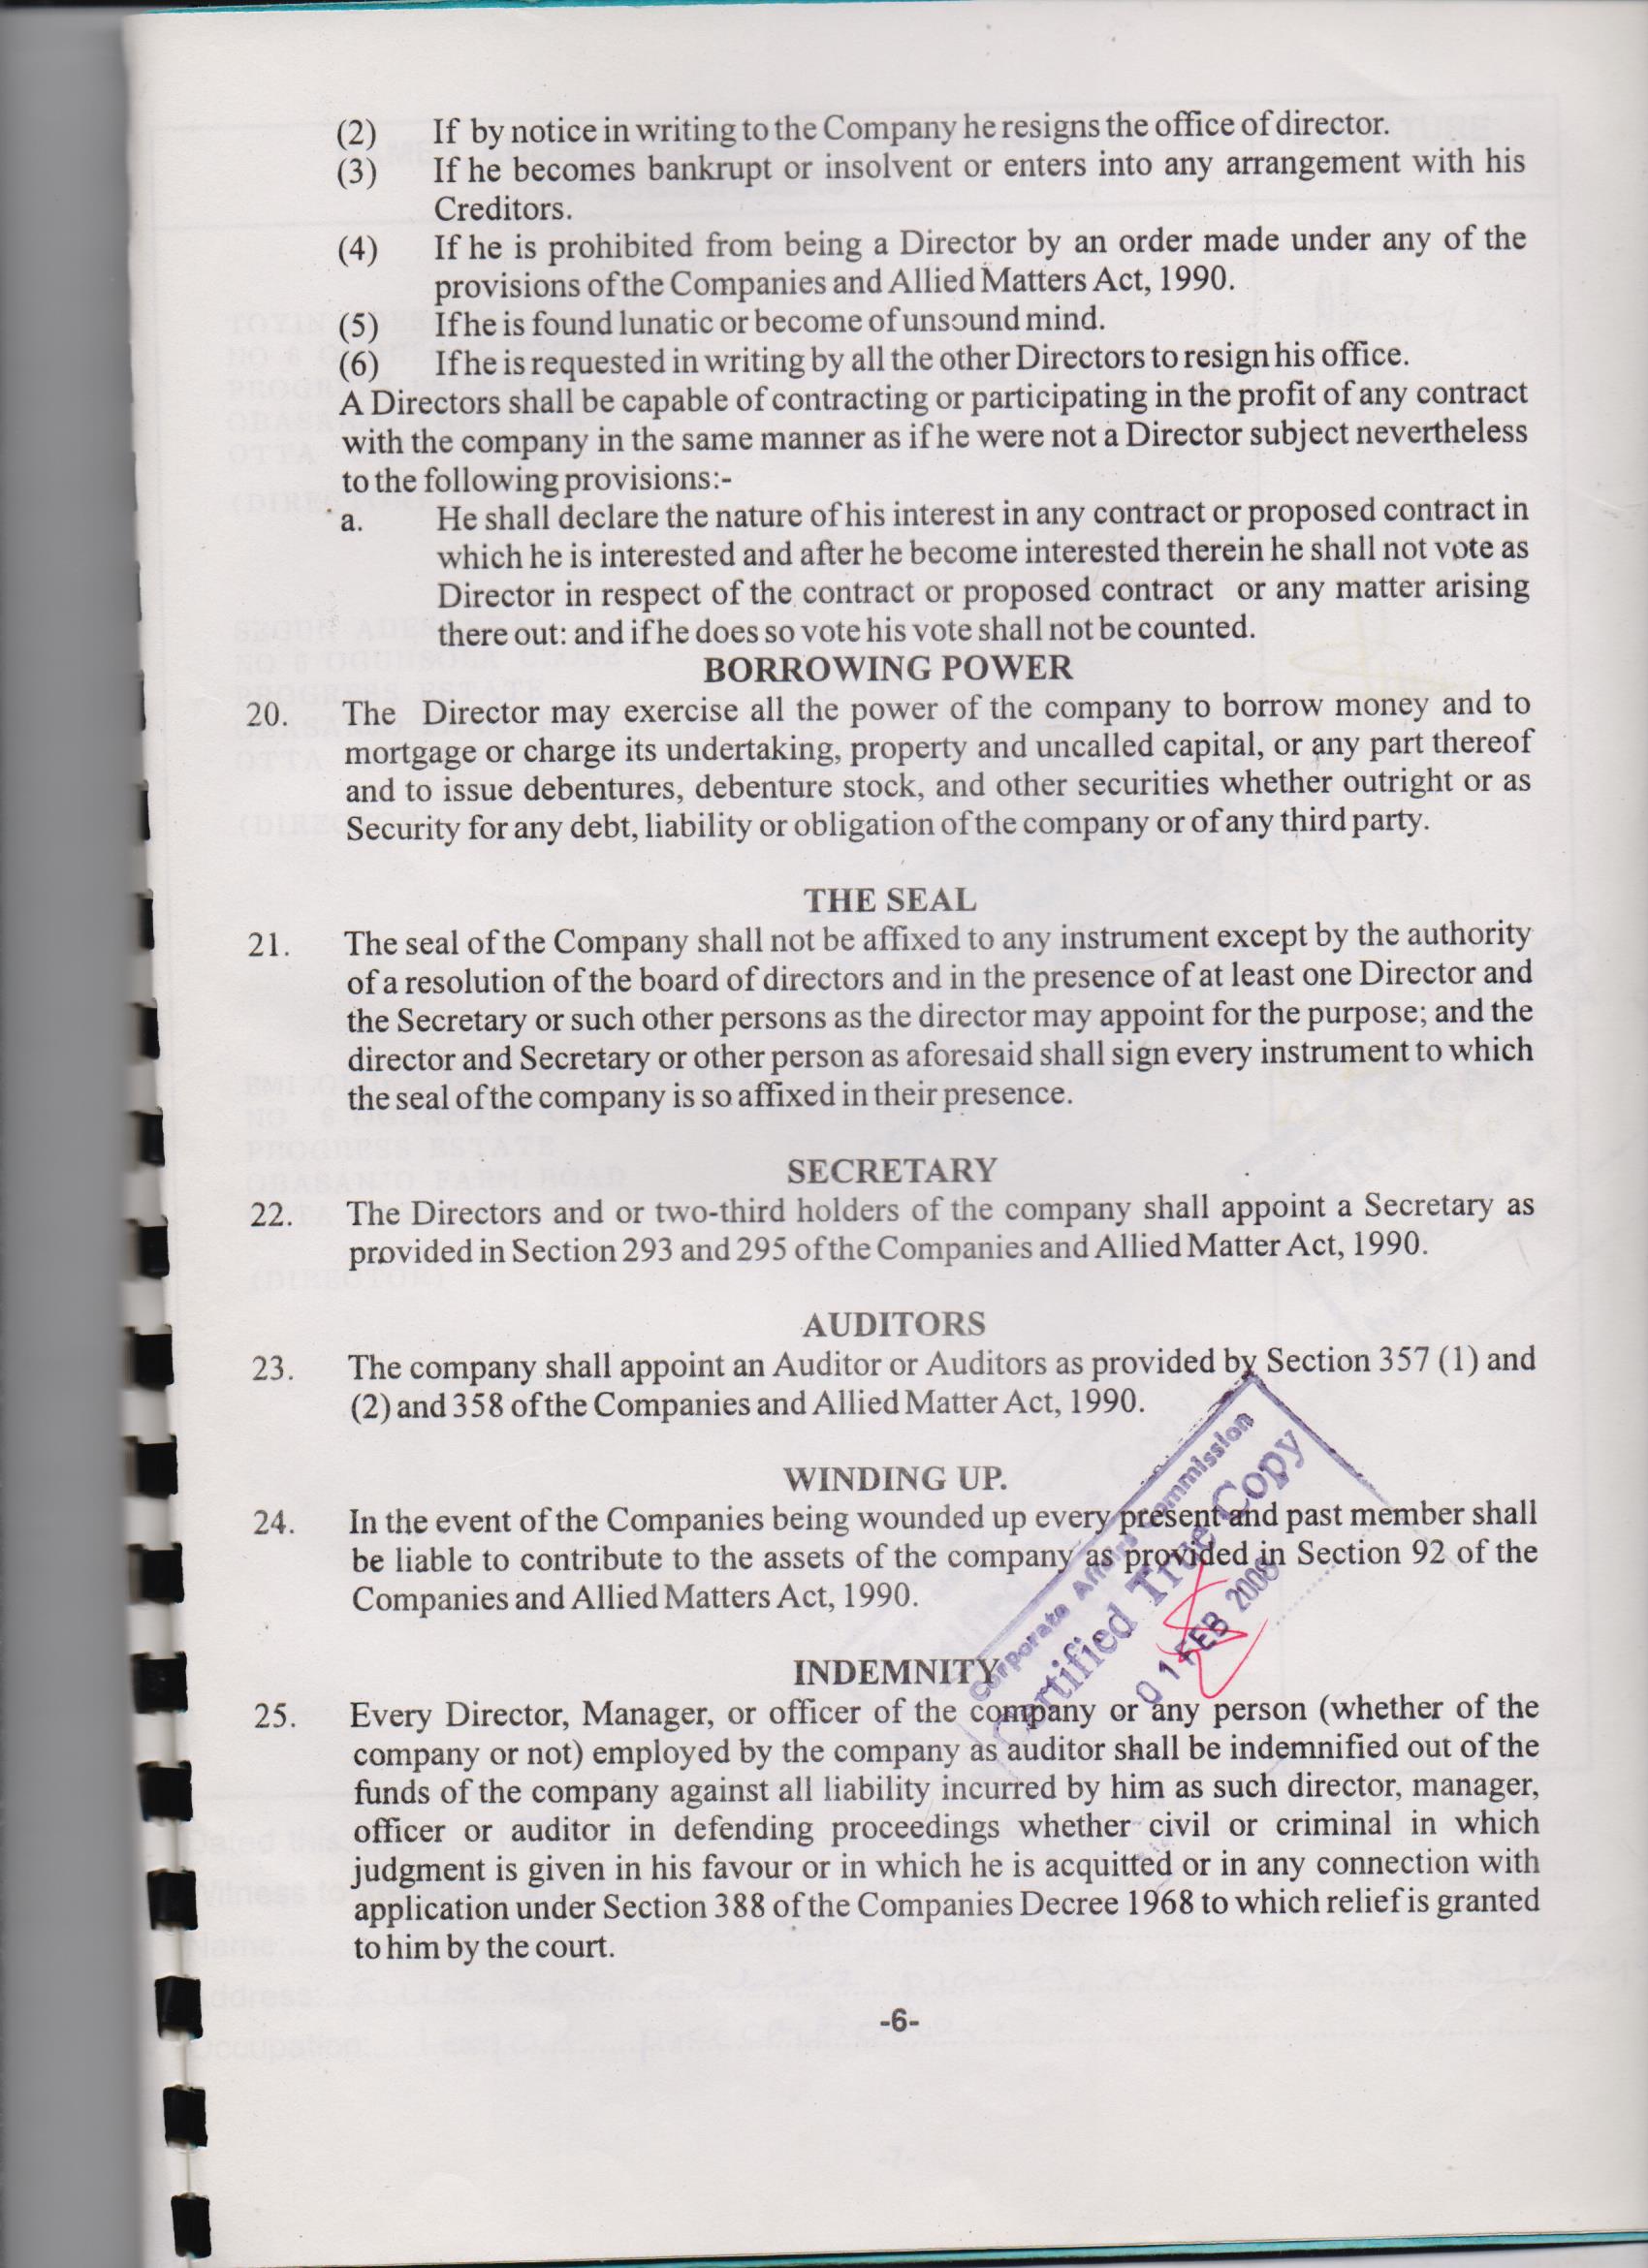 (2) If by notice in writing to the Company he resigns the office of director.
(3) If he becomes bankrupt or insolvent or enters into any arrangement with his
Creditors.
(4) If he is prohibited from being a Director by an order made under any of the
provisions of the Companies and Allied Matters Act, 1990.
(5) If he is found lunatic or become of unsound mind.
(6) If he is requested in writing by all the other Directors to resign his office.
A Directors shall be capable of contracting or participating in the profit of any contract
with the company in the same manner as if he were not a Director subject nevertheless
to the following provisions:-
a. He shall declare the nature of his interest in any contract or proposed contract in
which he is interested and after he become interested therein he shall not vote as
Director in respect of the contract or proposed contract or any matter arising
there out: and if he does so vote his vote shall not be counted.
BORROWING POWER
20. The Director may exercise all the power of the company to borrow money and to
mortgage or charge its undertaking, property and uncalled capital, or any part thereof
and to issue debentures, debenture stock, and other securities whether outright or as
Security for any debt, liability or obligation of the company or of any third party.
THE SEAL
21. The seal of the Company shall not be affixed to any instrument except by the authority
of a resolution of the board of directors and in the presence of at least one Director and
the Secretary or such other persons as the director may appoint for the purpose; and the
director and Secretary or other person as aforesaid shall sign every instrument to which
the seal of the company is so affixed in their presence.
SECRETARY
22. The Directors and or two-third holders of the company shall appoint a Secretary as
provided in Section 293 and 295 of the Companies and Allied Matter Act, 1990.
AUDITORS
23. The company shall appoint an Auditor or Auditors as provided by Section 357 (1) and
(2) and 358 of the Companies and Allied Matter Act, 1990.
WINDING UP.
24. In the event of the Companies being wounded up every present and past member shall
be liable to contribute to the assets of the company as provided in Section 92 of the
Companies and Allied Matters Act, 1990.
Corporate Affairs Commission
Certified True Copy
01 FEB 2008
INDEMNITY
25. Every Director, Manager, or officer of the company or any person (whether of the
company or not) employed by the company as auditor shall be indemnified out of the
funds of the company against all liability incurred by him as such director, manager,
officer or auditor in defending proceedings whether civil or criminal in which
judgment is given in his favour or in which he is acquitted or in any connection with
application under Section 388 of the Companies Decree 1968 to which relief is granted
to him by the court.
-6-